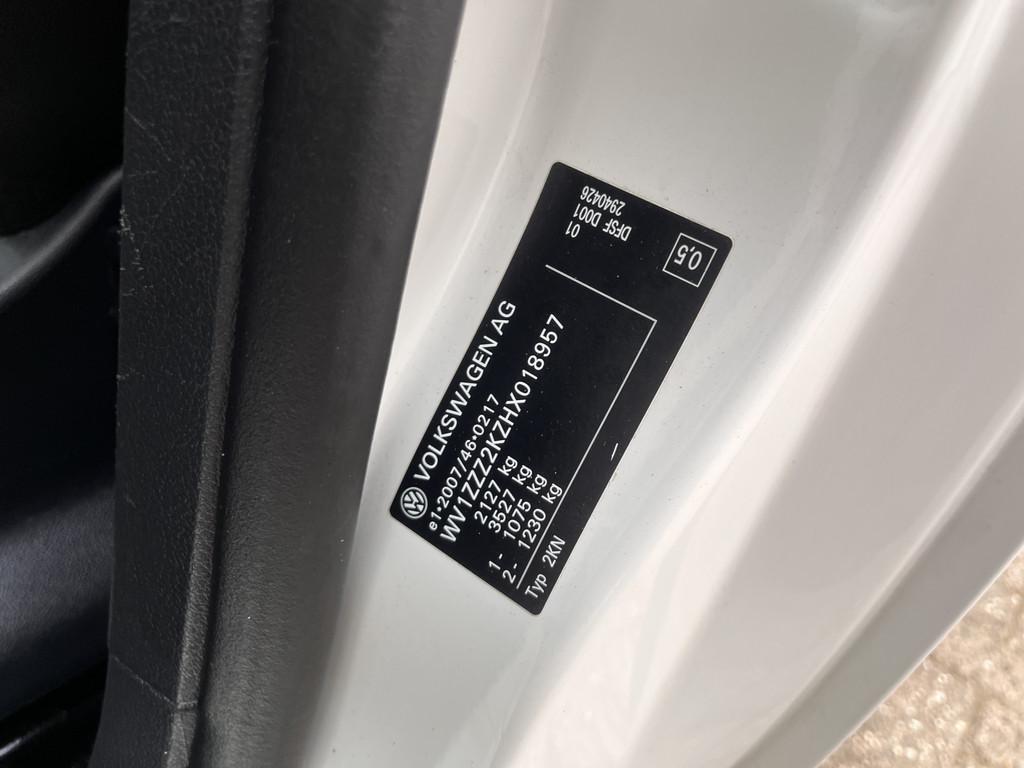 VOLKSWAGEN AG
e1*2007/46*0217
WV1ZZZ2KZHX018957
2127 kg
3527 kg
1- 1075 kg
2- 1230 kg
Typ 2KN
01
DFSF D001
2940426
0,5